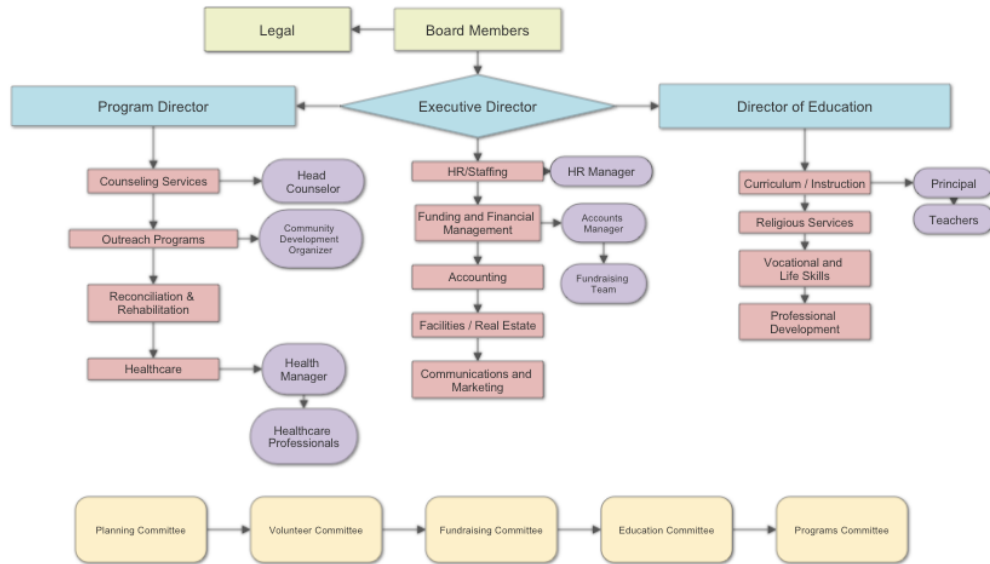 Legal
Board Members
Program Director
Executive Director
Director of Education
Counseling Services
Head
Counselor
Outreach Programs
Community
Development
Organizer
Reconciliation &
Rehabilitation
Healthcare
Health
Manager
Healthcare
Professionals
HR/Staffing
HR Manager
Funding and Financial
Management
Accounts
Manager
Fundraising
Team
Accounting
Facilities / Real Estate
Communications and
Marketing
Curriculum / Instruction
Principal
Teachers
Religious Services
Vocational and
Life Skills
Professional
Development
Planning Committee
Volunteer Committee
Fundraising Committee
Education Committee
Programs Committee